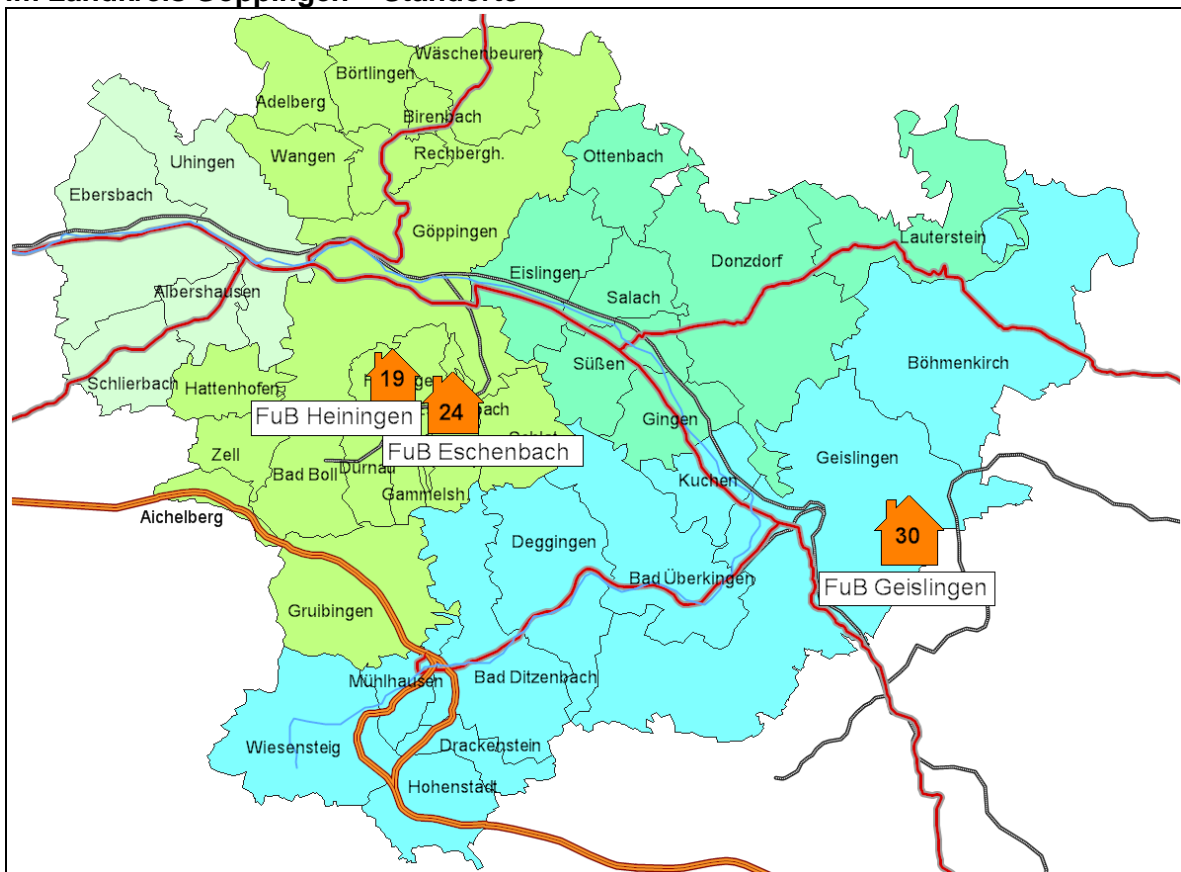 im Landkreis Göppingen – Standorte
Wäschenbeuren
Börtlingen
Adelberg
Birenbach
Rechbergh.
Wangen
Ottenbach
Uhingen
Ebersbach
Göppingen
Lauterstein
Donzdorf
Eislingen
Salach
Albershausen
Süßen
Böhmenkirch
Schlierbach
Hattenhofen
19
24
FuB Heiningen
Gingen
FuB Eschenbach
Zell
Geislingen
Bad Boll
Dürnau
Gammelsh.
Kuchen
Aichelberg
30
Deggingen
Bad Überkingen
FuB Geislingen
Gruibingen
Mühlhausen
Bad Ditzenbach
Wiesensteig
Drackenstein
Hohenstadt